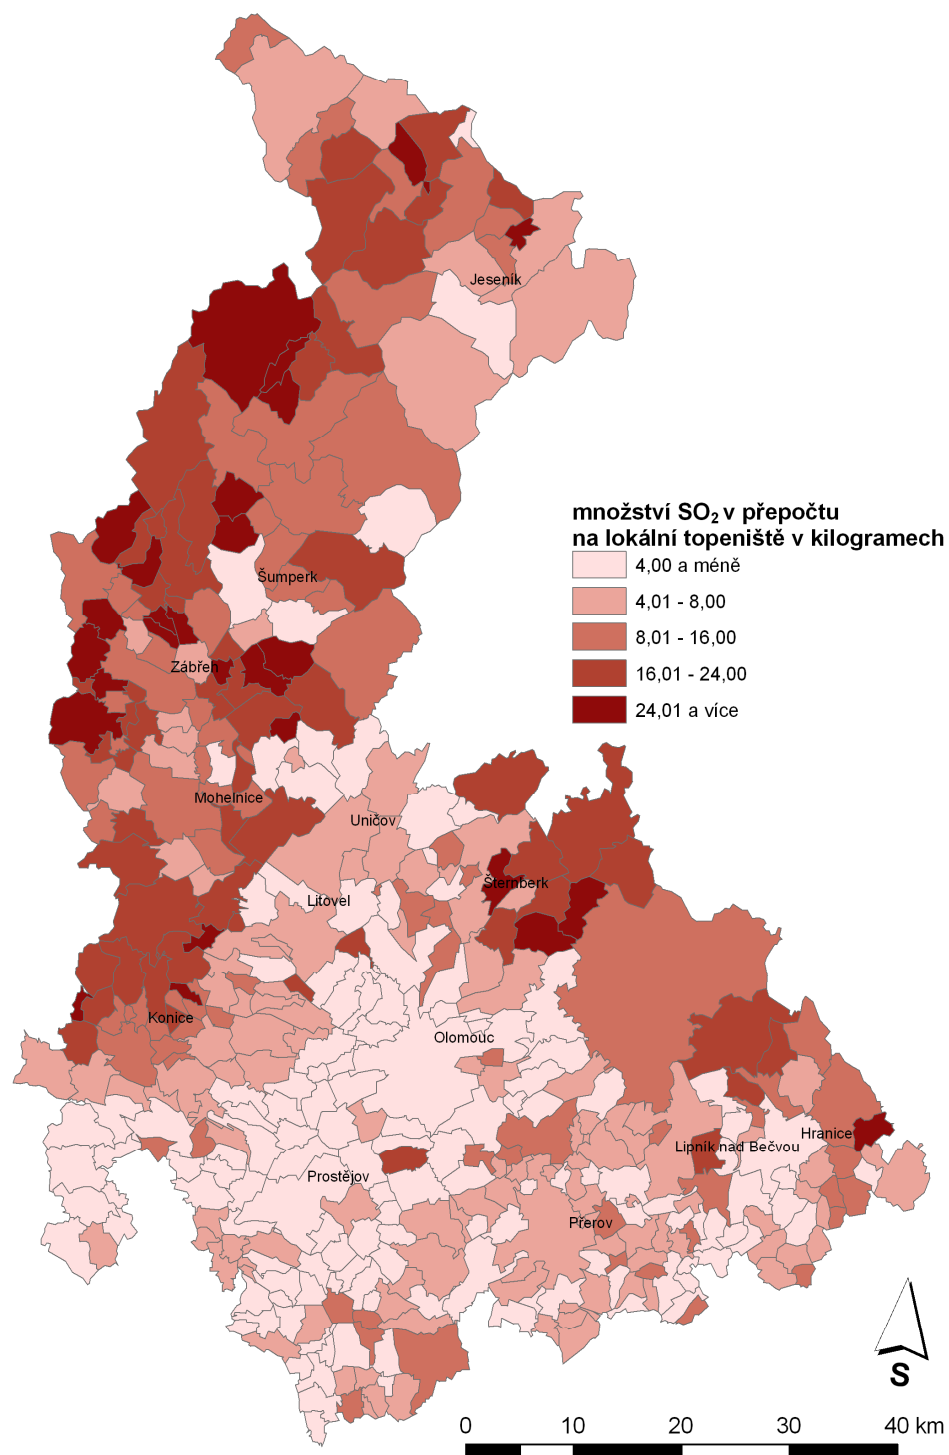 Jeseník
množství SO₂ v přepočtu
na lokální topeniště v kilogramech
4,00 a méně
4,01 - 8,00
8,01 - 16,00
16,01 - 24,00
24,01 a více
Šumperk
Zábřeh
Mohelnice
Uničov
Šternberk
Litovel
Konice
Olomouc
Hranice
Lipník nad Bečvou
Prostějov
Přerov
S
0 10 20 30 40 km